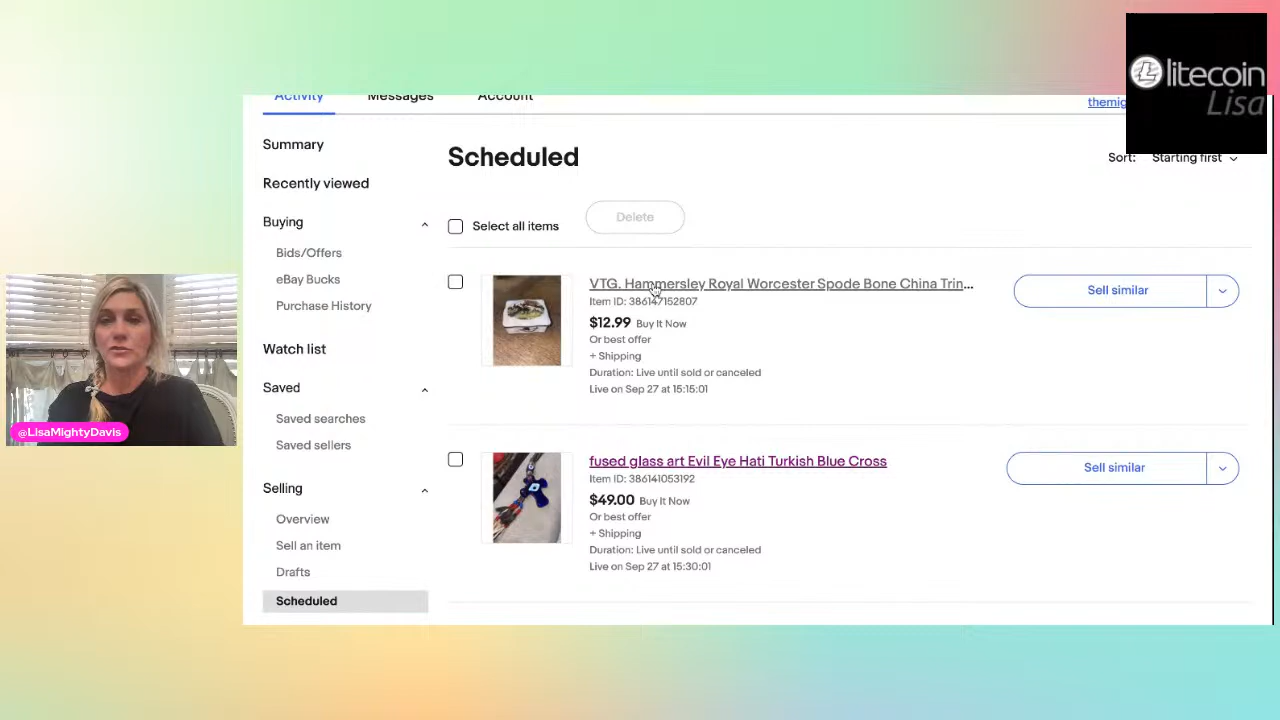 litecoin
Lisa
Activity
Messages
Account
themig
Summary
Recently viewed
Buying
Bids/Offers
eBay Bucks
Purchase History
Watch list
Saved
Saved searches
Saved sellers
Selling
Overview
Sell an item
Drafts
Scheduled
Scheduled
Sort: Starting first
Select all items
Delete
VTG. Hammersley Royal Worcester Spode Bone China Trin...
Item ID: 386147152807
$12.99 Buy It Now
Or best offer
+ Shipping
Duration: Live until sold or canceled
Live on Sep 27 at 15:15:01
Sell similar
fused glass art Evil Eye Hati Turkish Blue Cross
Item ID: 386141053192
$49.00 Buy It Now
Or best offer
+ Shipping
Duration: Live until sold or canceled
Live on Sep 27 at 15:30:01
Sell similar
@LisaMightyDavis